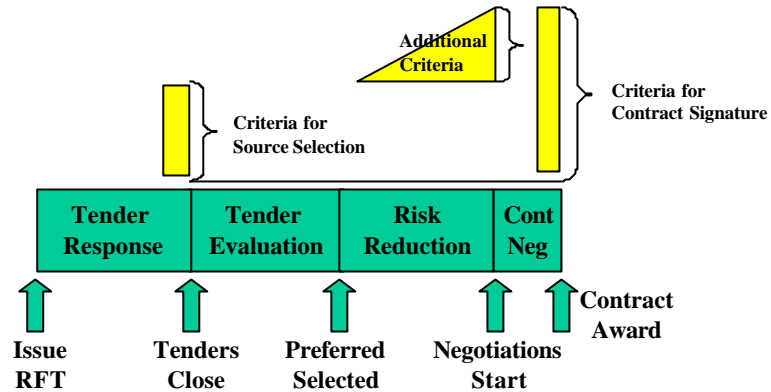 Additional
Criteria
Criteria for
Contract Signature
Criteria for
Source Selection
Tender
Response
Tender
Evaluation
Risk
Reduction
Cont
Neg
Issue
RFT
Tenders
Close
Preferred
Selected
Negotiations
Start
Contract
Award